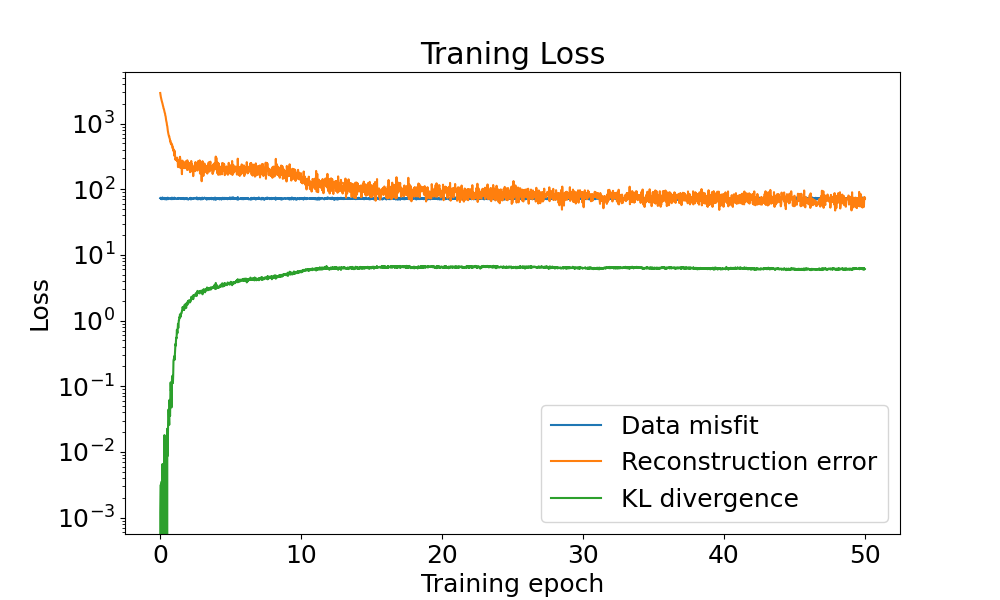 Traning Loss
10³
10²
10¹
10⁰
10⁻¹
10⁻²
10⁻³
Loss
Data misfit
Reconstruction error
KL divergence
0 10 20 30 40 50
Training epoch